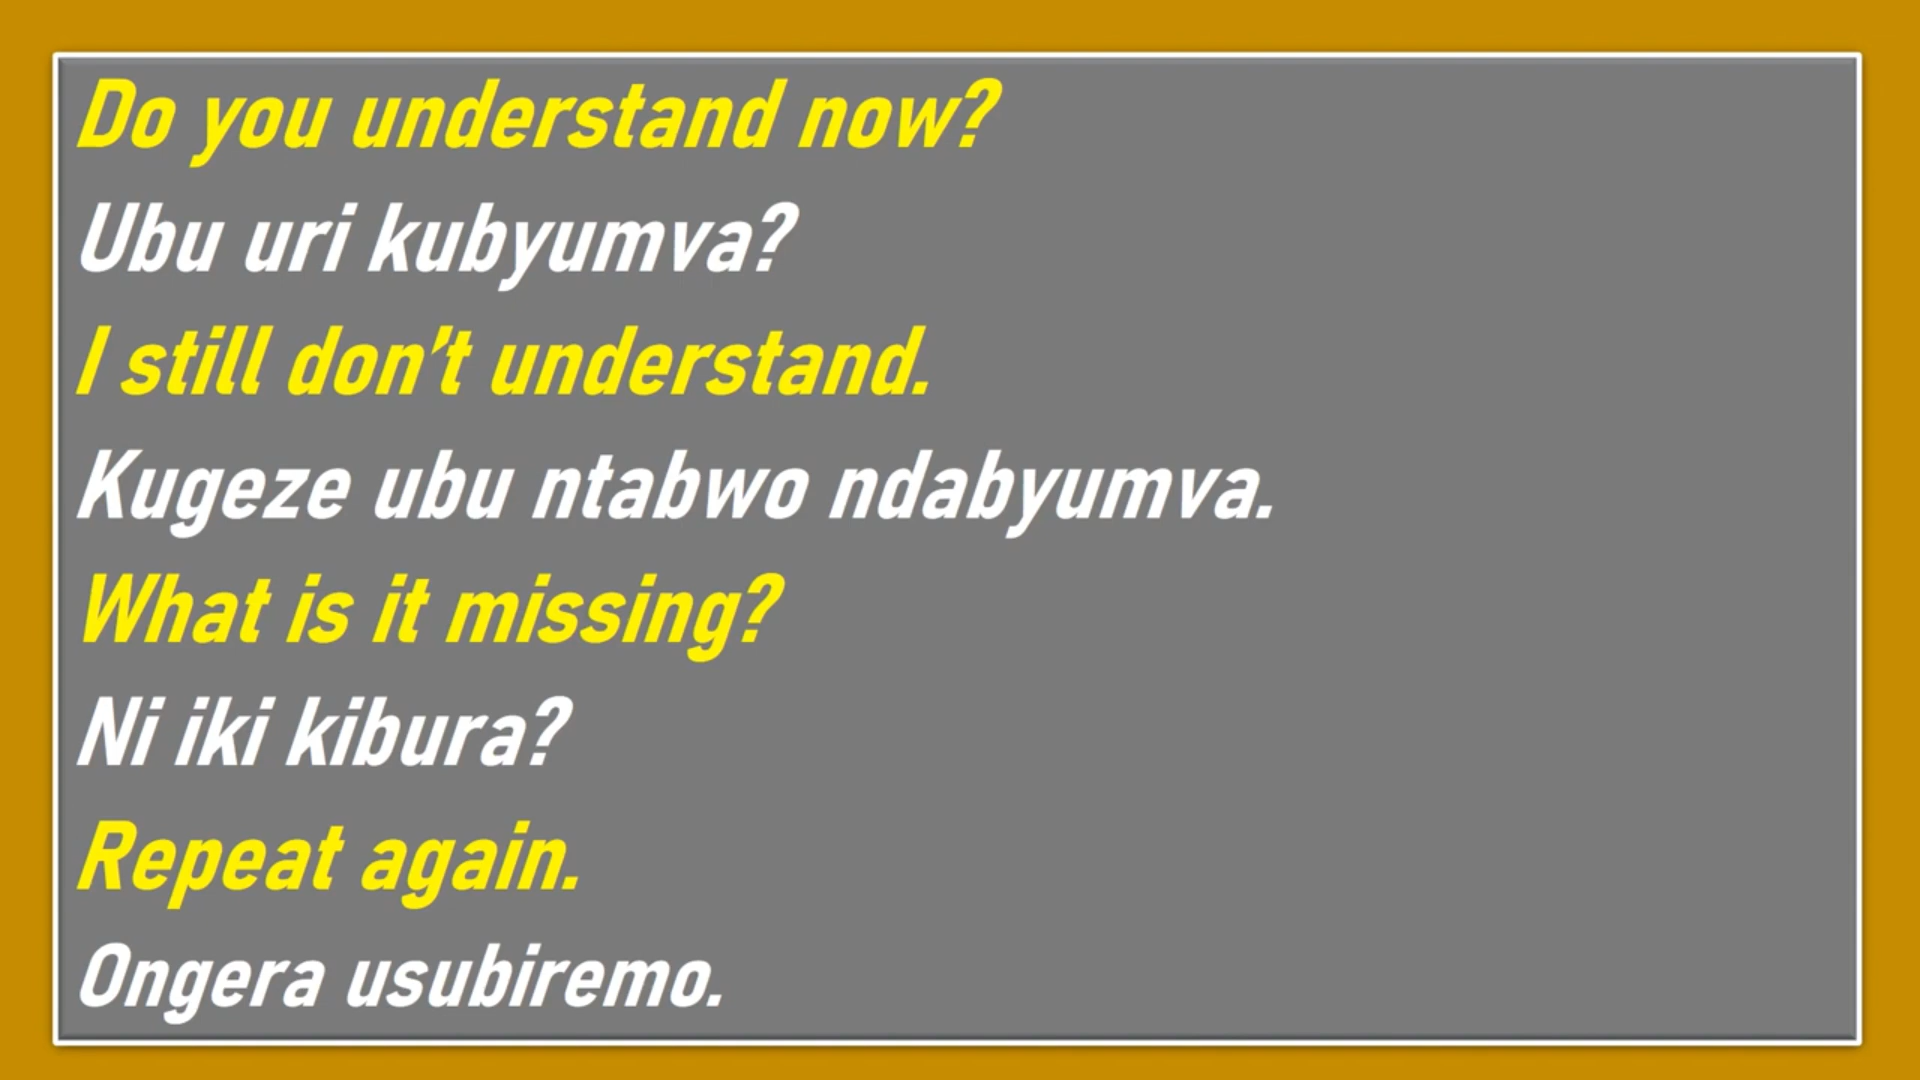 Do you understand now?
Ubu uri kubyumva?
I still don’t understand.
Kugeze ubu ntabwo ndabyumva.
What is it missing?
Ni iki kibura?
Repeat again.
Ongera usubiremo.